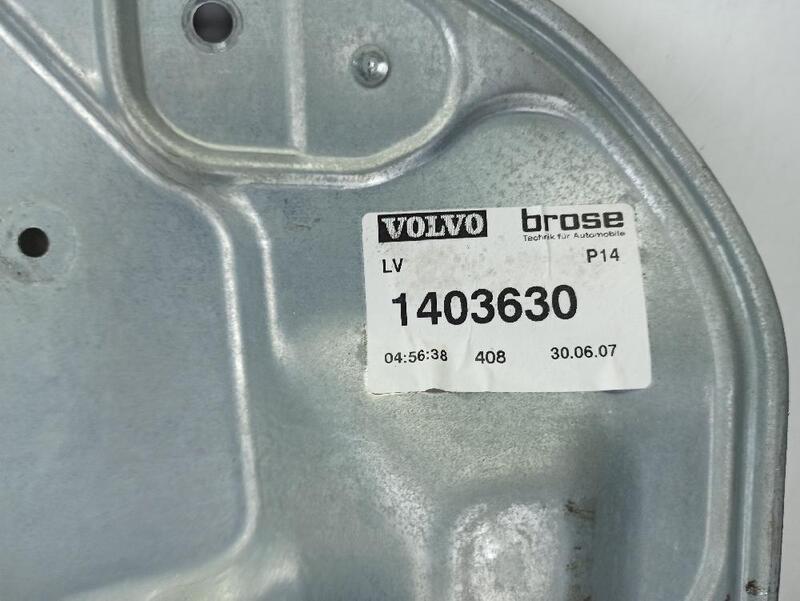 VOLVO brose
Technik für Automobile
LV P14
1403630
04:56:38 408 30.06.07